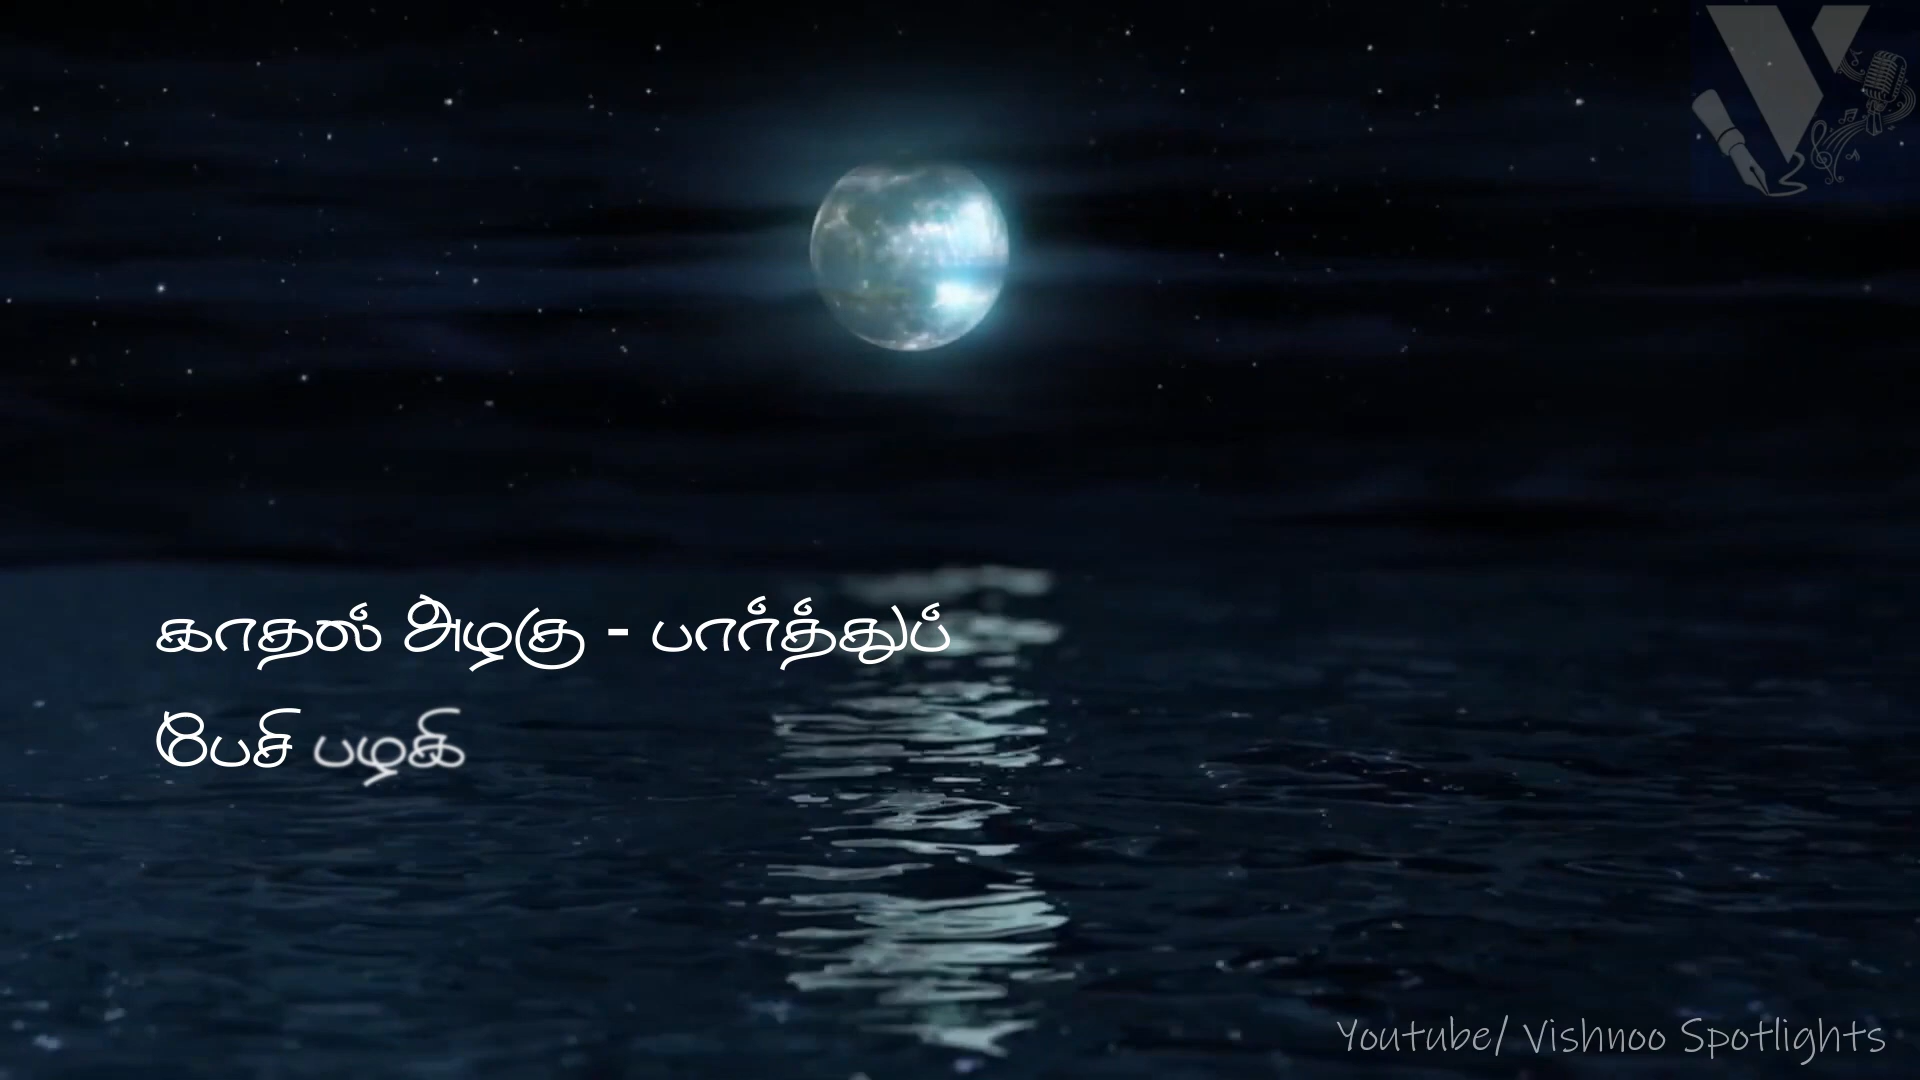 காதல் அழகு - பார்த்துப்
பேசி பழகி
Youtube/ Vishnoo Spotlights